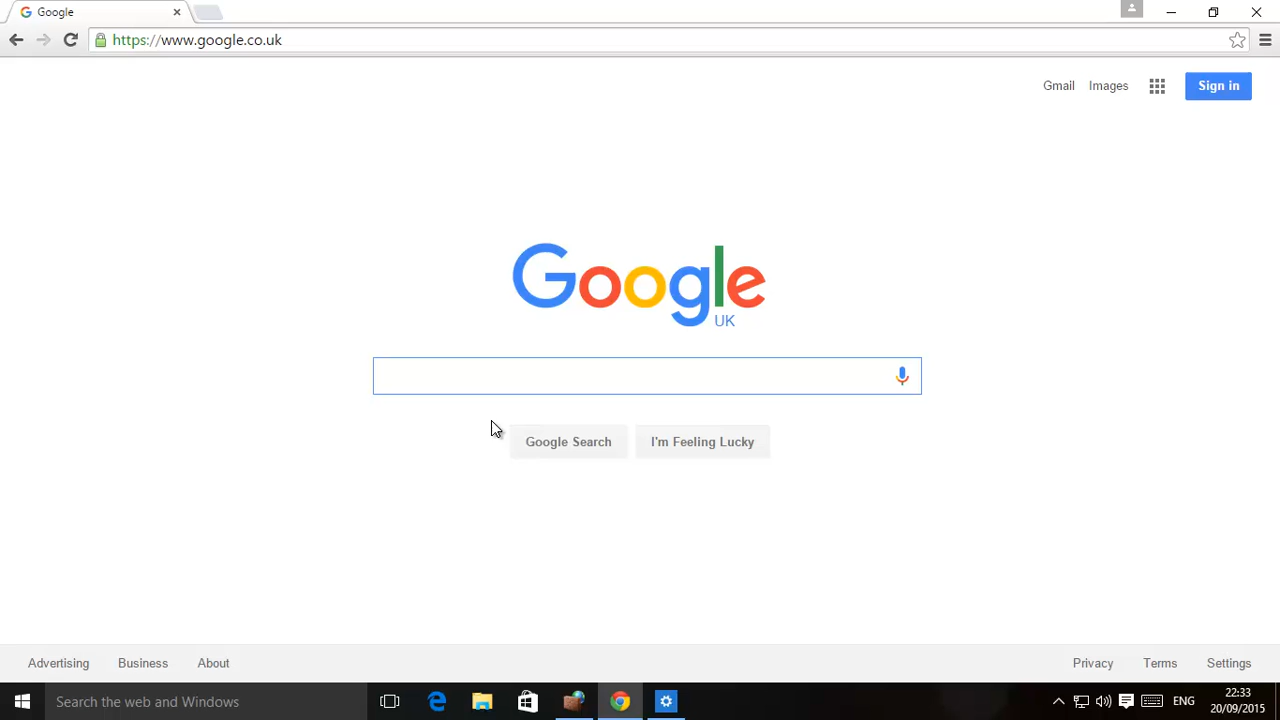 Google
https://www.google.co.uk
Gmail Images Sign in
Google
UK
Google Search I'm Feeling Lucky
Advertising Business About Privacy Terms Settings
Search the web and Windows ENG 22:33
20/09/2015